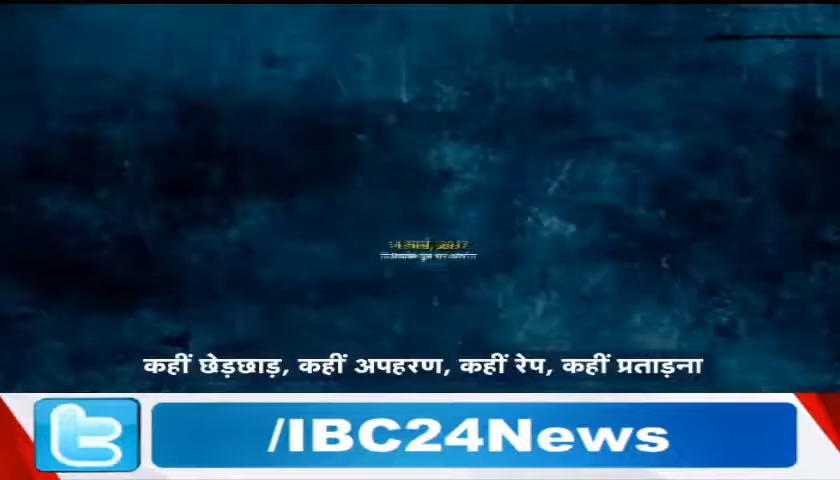 कहीं छेड़छाड़, कहीं अपहरण, कहीं रेप, कहीं प्रताड़ना
/IBC24News